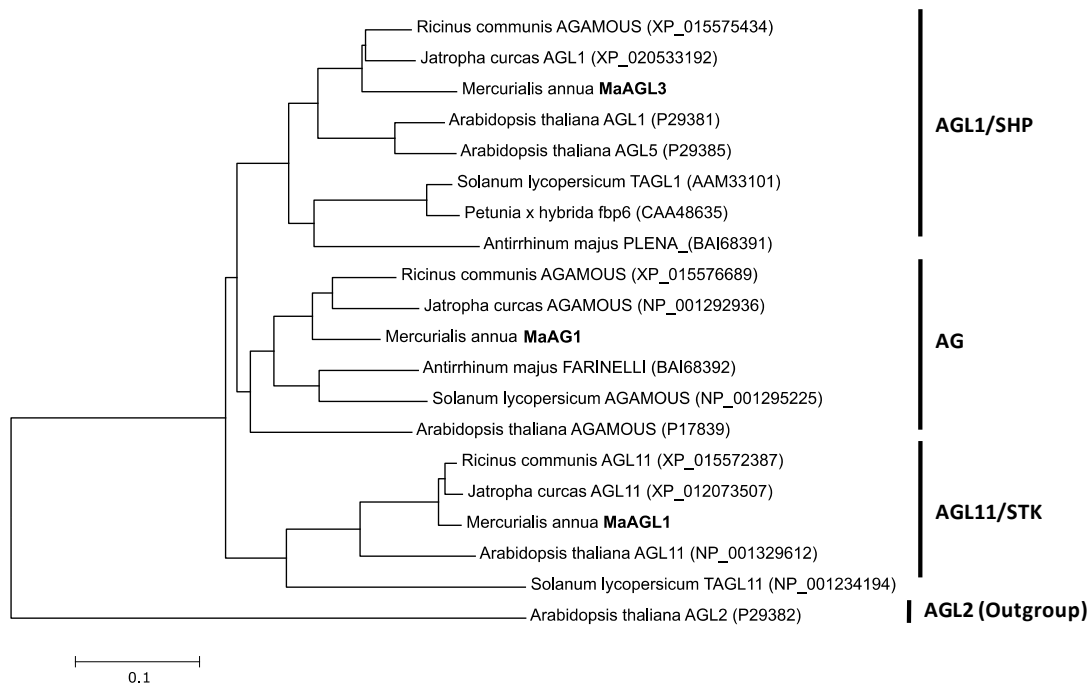 Ricinus communis AGAMOUS (XP_015575434)
Jatropha curcas AGL1 (XP_020533192)
Mercurialis annua MaAGL3
Arabidopsis thaliana AGL1 (P29381)
Arabidopsis thaliana AGL5 (P29385)
Solanum lycopersicum TAGL1 (AAM33101)
Petunia x hybrida fbp6 (CAA48635)
Antirrhinum majus PLENA_(BAI68391)
AGL1/SHP
Ricinus communis AGAMOUS (XP_015576689)
Jatropha curcas AGAMOUS (NP_001292936)
Mercurialis annua MaAG1
Antirrhinum majus FARINELLI (BAI68392)
Solanum lycopersicum AGAMOUS (NP_001295225)
Arabidopsis thaliana AGAMOUS (P17839)
AG
Ricinus communis AGL11 (XP_015572387)
Jatropha curcas AGL11 (XP_012073507)
Mercurialis annua MaAGL1
Arabidopsis thaliana AGL11 (NP_001329612)
Solanum lycopersicum TAGL11 (NP_001234194)
AGL11/STK
Arabidopsis thaliana AGL2 (P29382)
AGL2 (Outgroup)
0.1